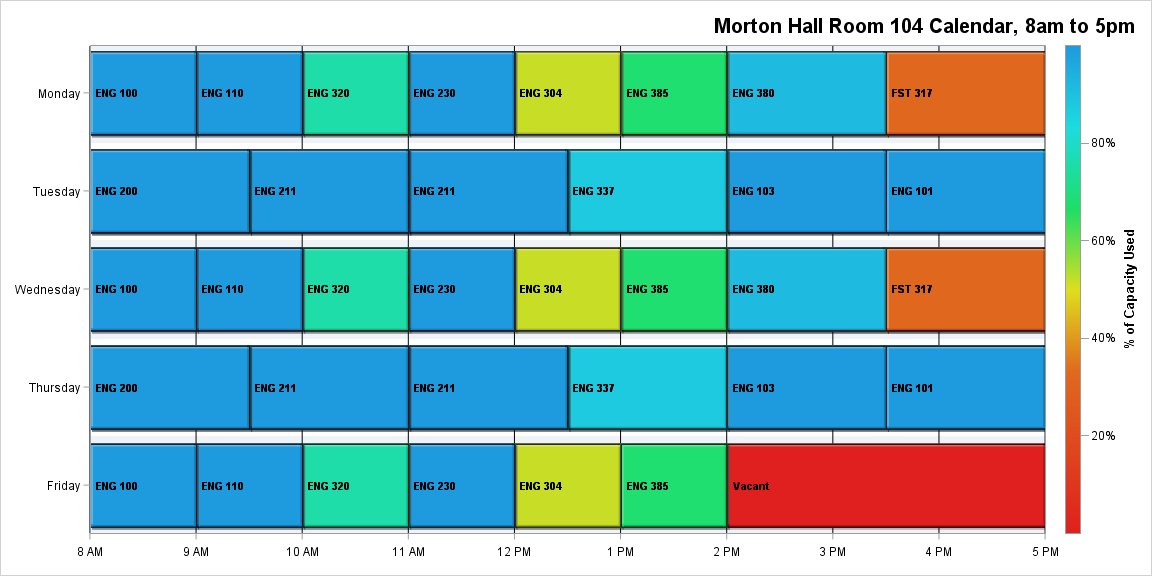 Morton Hall Room 104 Calendar, 8am to 5pm
Monday
ENG 100 ENG 110 ENG 320 ENG 230 ENG 304 ENG 385 ENG 380 FST 317
Tuesday
ENG 200 ENG 211 ENG 211 ENG 337 ENG 103 ENG 101
Wednesday
ENG 100 ENG 110 ENG 320 ENG 230 ENG 304 ENG 385 ENG 380 FST 317
Thursday
ENG 200 ENG 211 ENG 211 ENG 337 ENG 103 ENG 101
Friday
ENG 100 ENG 110 ENG 320 ENG 230 ENG 304 ENG 385 Vacant
8 AM 9 AM 10 AM 11 AM 12 PM 1 PM 2 PM 3 PM 4 PM 5 PM
80%
60%
40%
20%
% of Capacity Used